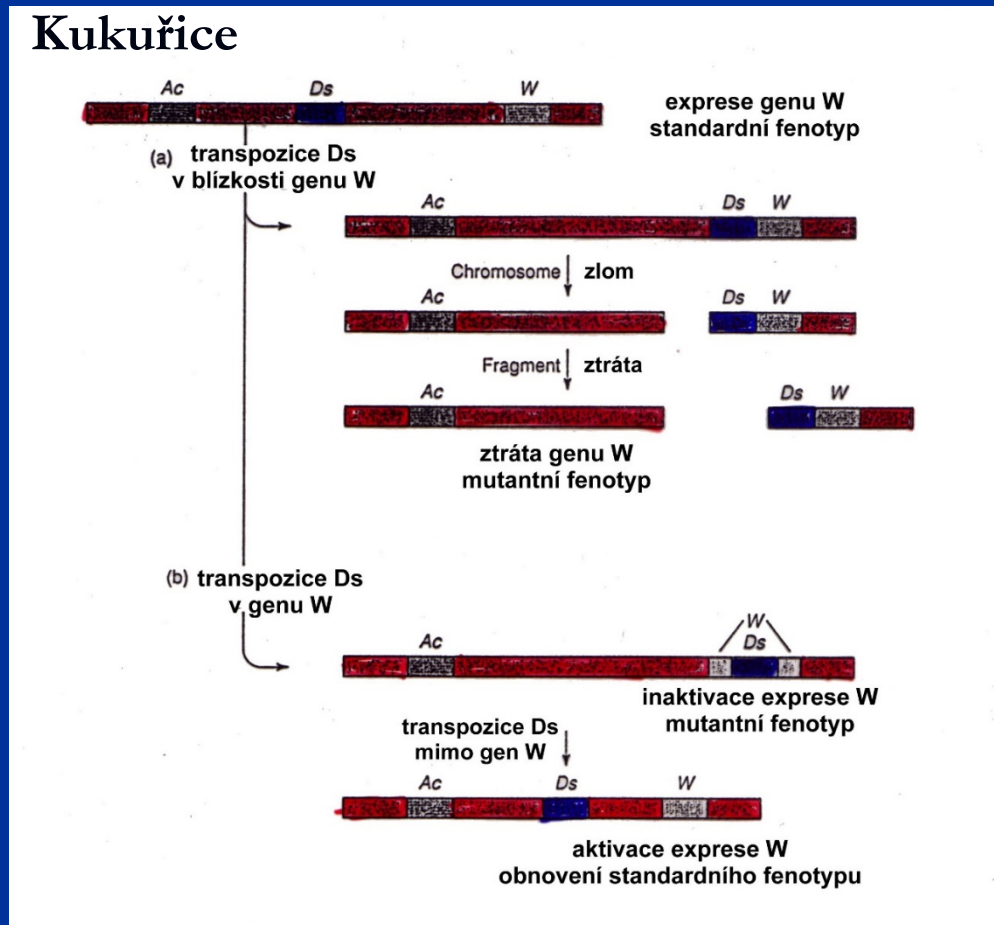 Kukuřice
Ac Ds W
exprese genu W
standardní fenotyp
(a) transpozice Ds
v blízkosti genu W
Ac Ds W
Chromosome zlom
Ac Ds W
Fragment ztráta
Ac Ds W
ztráta genu W
mutantní fenotyp
(b) transpozice Ds
v genu W
W
Ac Ds
inaktivace exprese W
mutantní fenotyp
transpozice Ds
mimo gen W
Ac Ds W
aktivace exprese W
obnovení standardního fenotypu